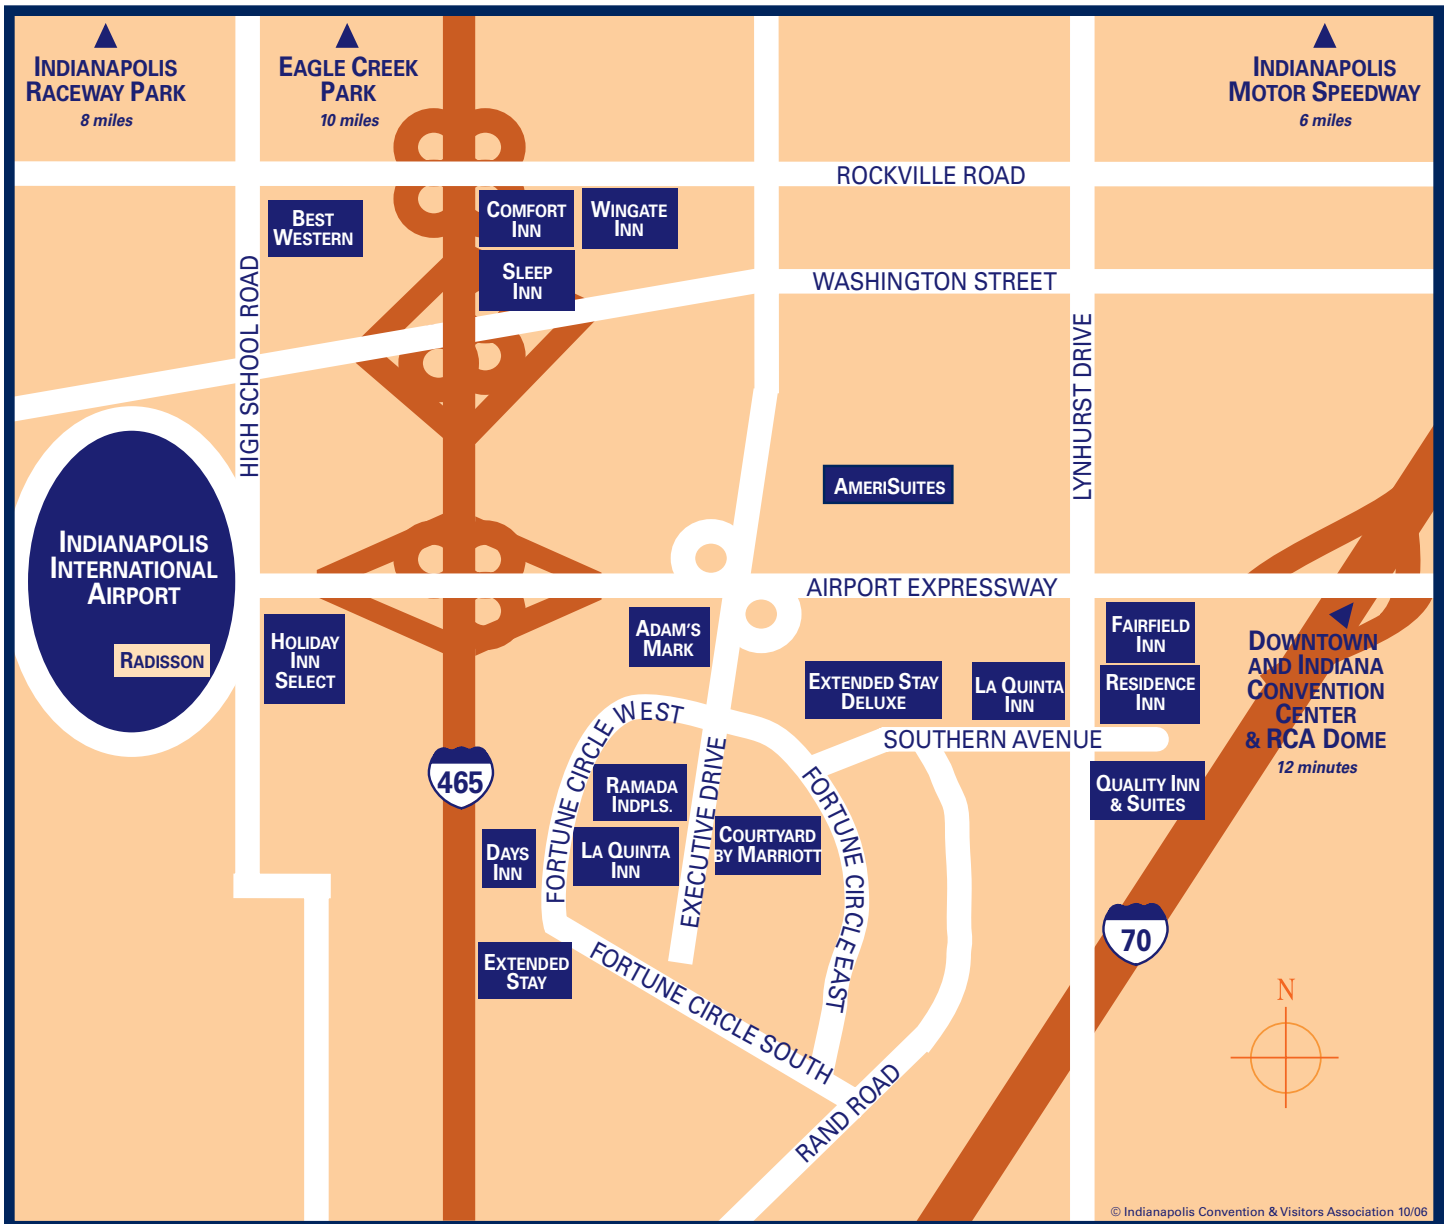 INDIANAPOLIS
RACEWAY PARK
8 miles
EAGLE CREEK
PARK
10 miles
INDIANAPOLIS
MOTOR SPEEDWAY
6 miles
ROCKVILLE ROAD
BEST
WESTERN
COMFORT
INN
WINGATE
INN
SLEEP
INN
WASHINGTON STREET
HIGH SCHOOL ROAD
LYNHURST DRIVE
AMERISUITES
INDIANAPOLIS
INTERNATIONAL
AIRPORT
RADISSON
AIRPORT EXPRESSWAY
HOLIDAY
INN
SELECT
ADAM'S
MARK
FAIRFIELD
INN
EXTENDED STAY
DELUXE
LA QUINTA
INN
RESIDENCE
INN
DOWNTOWN
AND INDIANA
CONVENTION
CENTER
& RCA DOME
12 minutes
SOUTHERN AVENUE
FORTUNE CIRCLE WEST
EXECUTIVE DRIVE
FORTUNE CIRCLE EAST
465
RAMADA
INDPLS.
QUALITY INN
& SUITES
DAYS
INN
LA QUINTA
INN
COURTYARD
BY MARRIOTT
70
EXTENDED
STAY
FORTUNE CIRCLE SOUTH
RAND ROAD
N
© Indianapolis Convention & Visitors Association 10/06